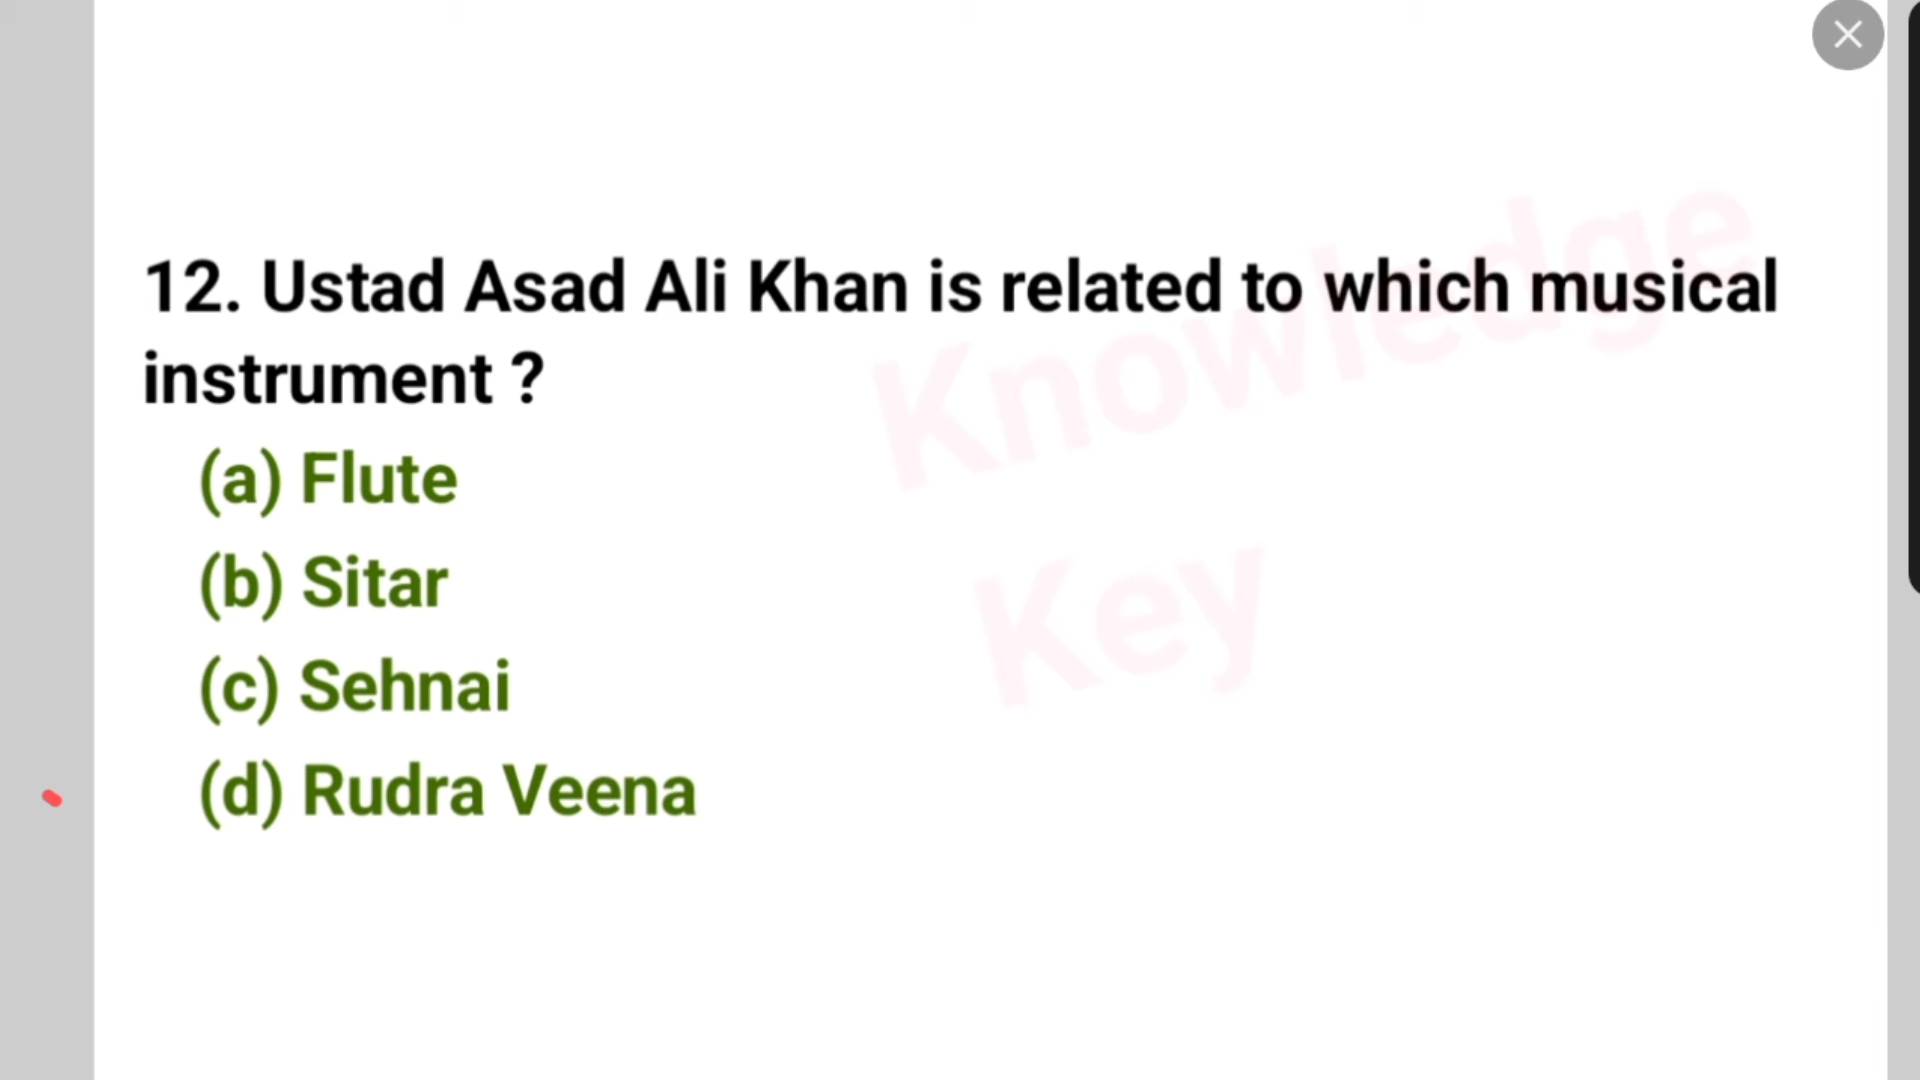 12. Ustad Asad Ali Khan is related to which musical
instrument ?
(a) Flute
(b) Sitar
(c) Sehnai
(d) Rudra Veena
Knowledge
Key